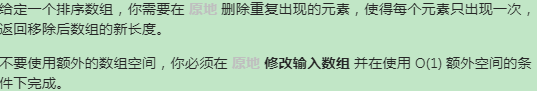 给定一个排序数组，你需要在 原地 删除重复出现的元素，使得每个元素只出现一次，
返回移除后数组的新长度。
不要使用额外的数组空间，你必须在 原地 修改输入数组 并在使用 O(1) 额外空间的条
件下完成。